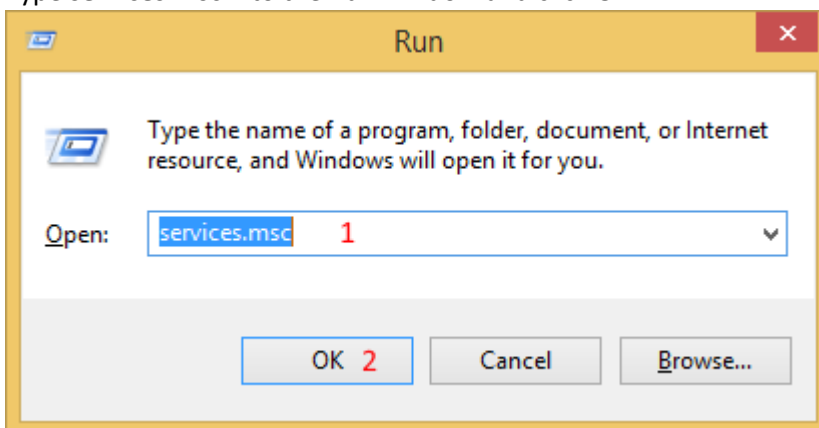 Run
Type the name of a program, folder, document, or Internet
resource, and Windows will open it for you.
Open: services.msc 1
OK 2 Cancel Browse...